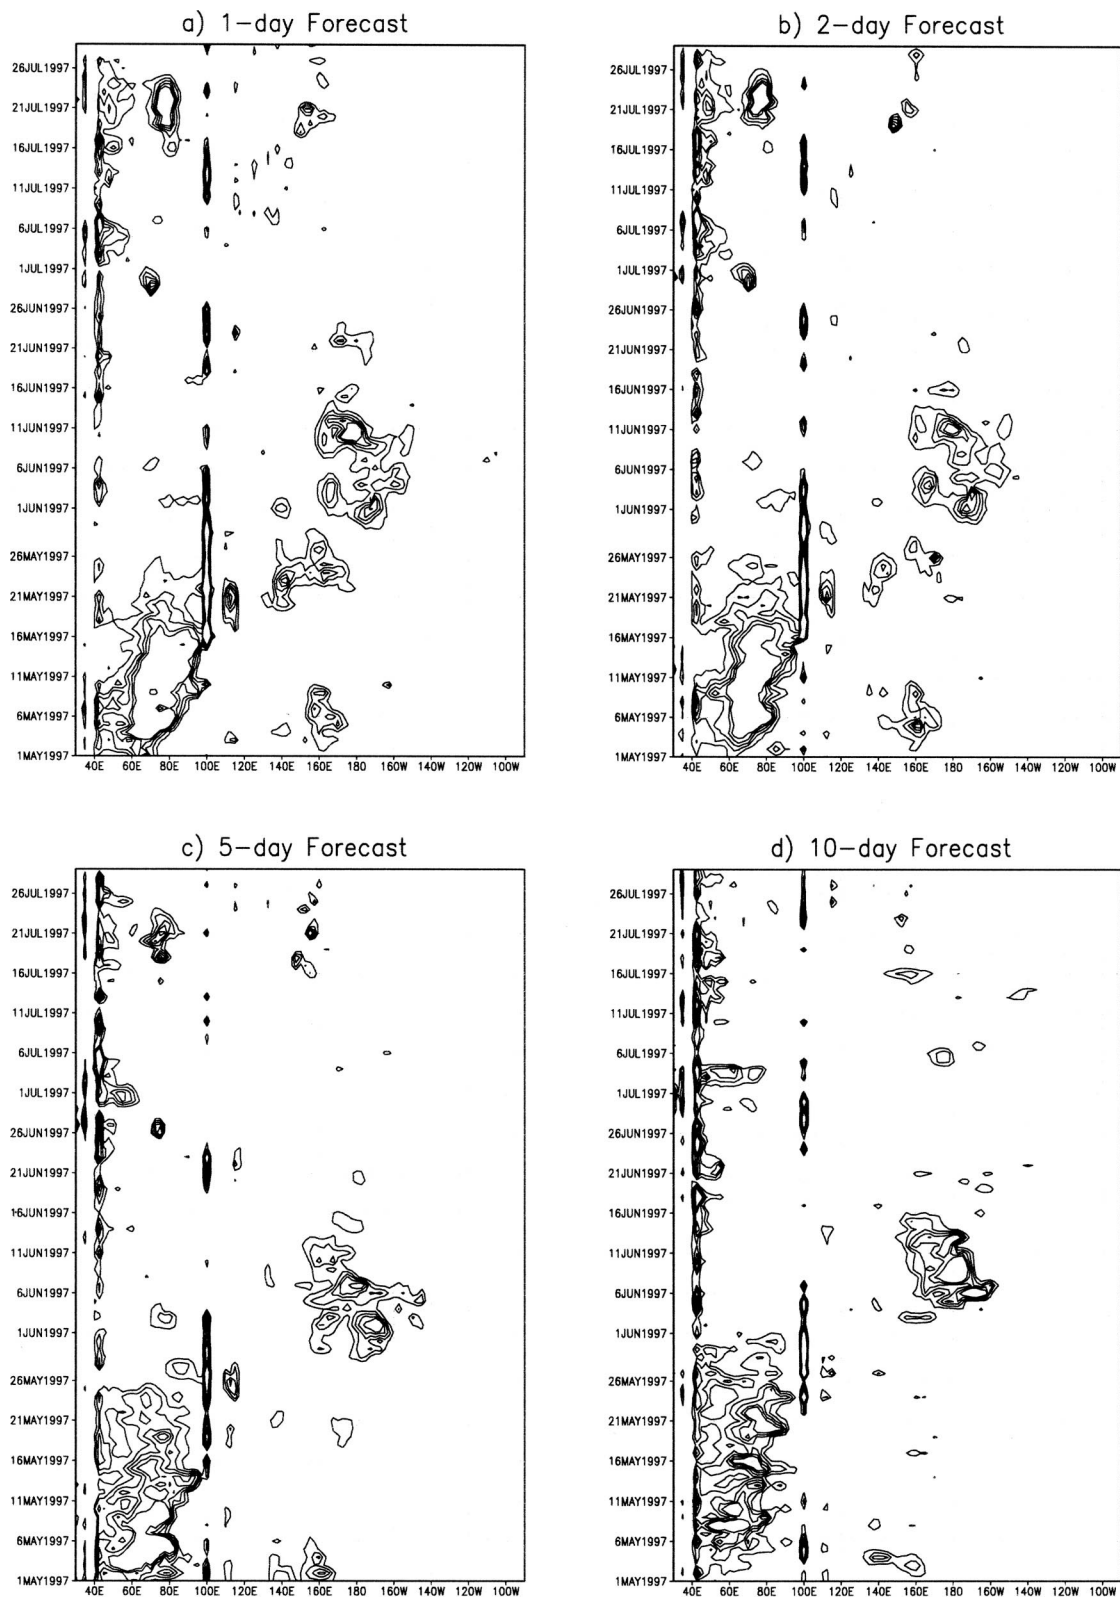 a) 1-day Forecast
26JUL1997
21JUL1997
16JUL1997
11JUL1997
6JUL1997
1JUL1997
26JUN1997
21JUN1997
16JUN1997
11JUN1997
6JUN1997
1JUN1997
26MAY1997
21MAY1997
16MAY1997
11MAY1997
6MAY1997
1MAY1997
40E 60E 80E 100E 120E 140E 160E 180 160W 140W 120W 100W
b) 2-day Forecast
26JUL1997
21JUL1997
16JUL1997
11JUL1997
6JUL1997
1JUL1997
26JUN1997
21JUN1997
16JUN1997
11JUN1997
6JUN1997
1JUN1997
26MAY1997
21MAY1997
16MAY1997
11MAY1997
6MAY1997
1MAY1997
40E 60E 80E 100E 120E 140E 160E 180 160W 140W 120W 100W
c) 5-day Forecast
26JUL1997
21JUL1997
16JUL1997
11JUL1997
6JUL1997
1JUL1997
26JUN1997
21JUN1997
16JUN1997
11JUN1997
6JUN1997
1JUN1997
26MAY1997
21MAY1997
16MAY1997
11MAY1997
6MAY1997
1MAY1997
40E 60E 80E 100E 120E 140E 160E 180 160W 140W 120W 100W
d) 10-day Forecast
26JUL1997
21JUL1997
16JUL1997
11JUL1997
6JUL1997
1JUL1997
26JUN1997
21JUN1997
16JUN1997
11JUN1997
6JUN1997
1JUN1997
26MAY1997
21MAY1997
16MAY1997
11MAY1997
6MAY1997
1MAY1997
40E 60E 80E 100E 120E 140E 160E 180 160W 140W 120W 100W